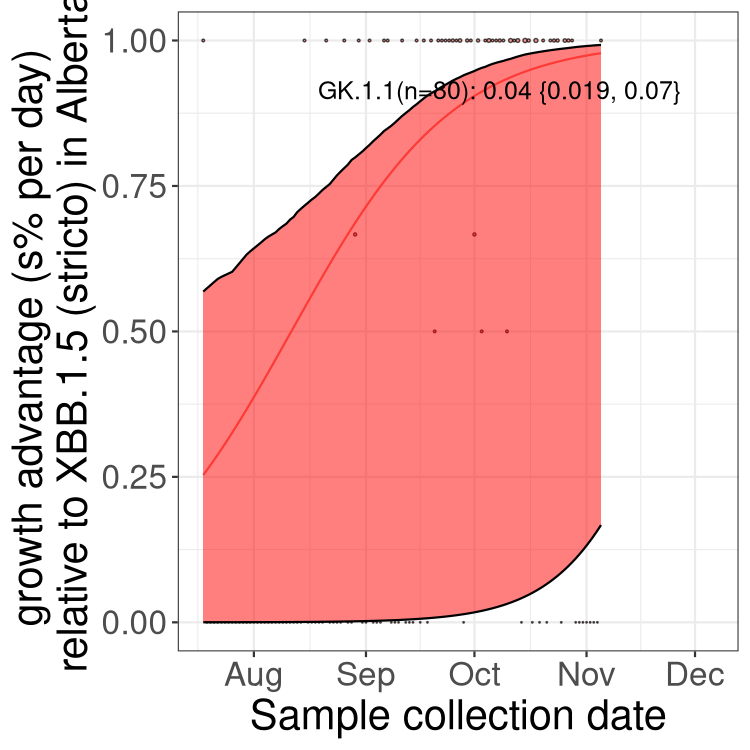 growth advantage (s% per day)
relative to XBB.1.5 (stricto) in Alberta
1.00
0.75
0.50
0.25
0.00
GK.1.1(n=80): 0.04 {0.019, 0.07}
Aug Sep Oct Nov Dec
Sample collection date